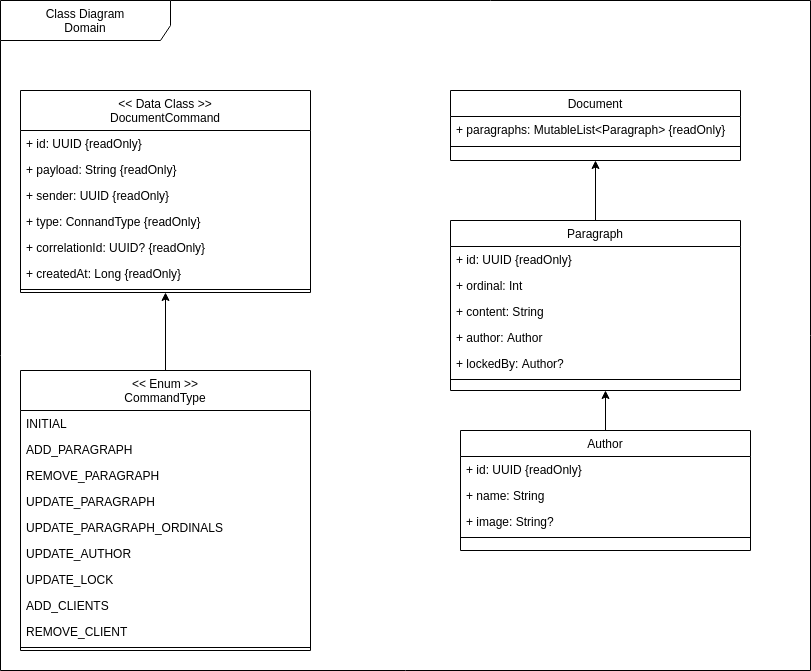 Class Diagram
Domain
<< Data Class >>
DocumentCommand
+ id: UUID {readOnly}
+ payload: String {readOnly}
+ sender: UUID {readOnly}
+ type: ConnandType {readOnly}
+ correlationId: UUID? {readOnly}
+ createdAt: Long {readOnly}
<< Enum >>
CommandType
INITIAL
ADD_PARAGRAPH
REMOVE_PARAGRAPH
UPDATE_PARAGRAPH
UPDATE_PARAGRAPH_ORDINALS
UPDATE_AUTHOR
UPDATE_LOCK
ADD_CLIENTS
REMOVE_CLIENT
Document
+ paragraphs: MutableList<Paragraph> {readOnly}
Paragraph
+ id: UUID {readOnly}
+ ordinal: Int
+ content: String
+ author: Author
+ lockedBy: Author?
Author
+ id: UUID {readOnly}
+ name: String
+ image: String?